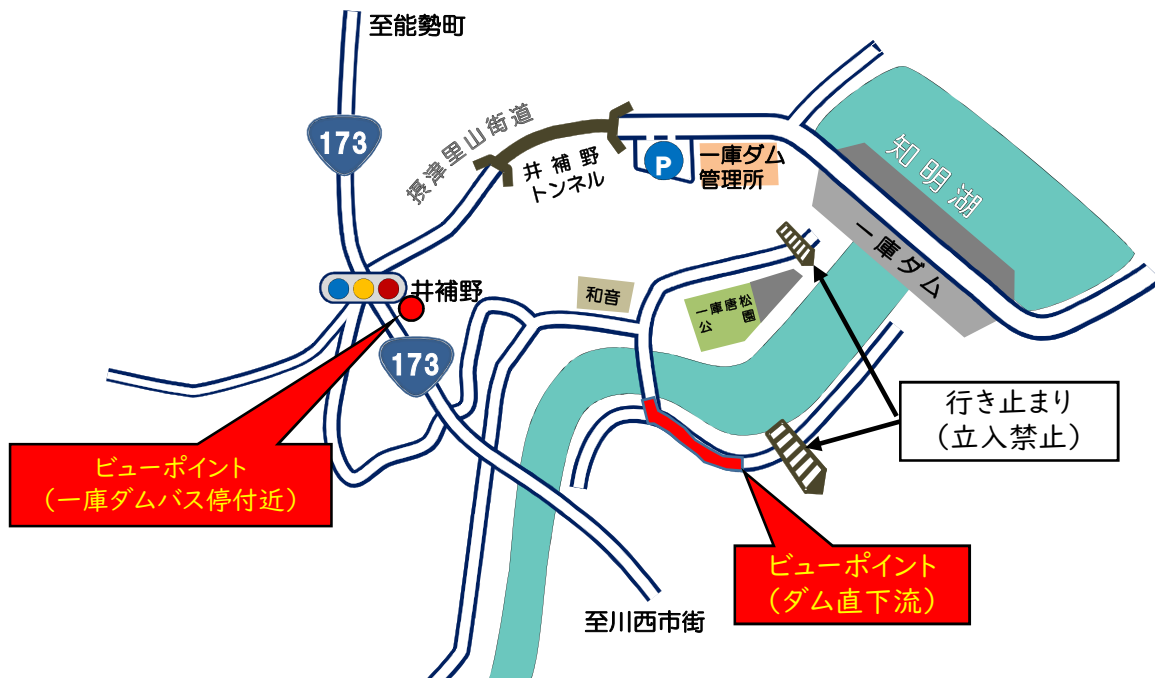 至能勢町
173
摂津里山街道
井補野
トンネル
P
一庫ダム
管理所
知明湖
一庫ダム
井補野
和音
一庫唐松
公園
173
行き止まり
（立入禁止）
ビューポイント
（一庫ダムバス停付近）
ビューポイント
（ダム直下流）
至川西市街